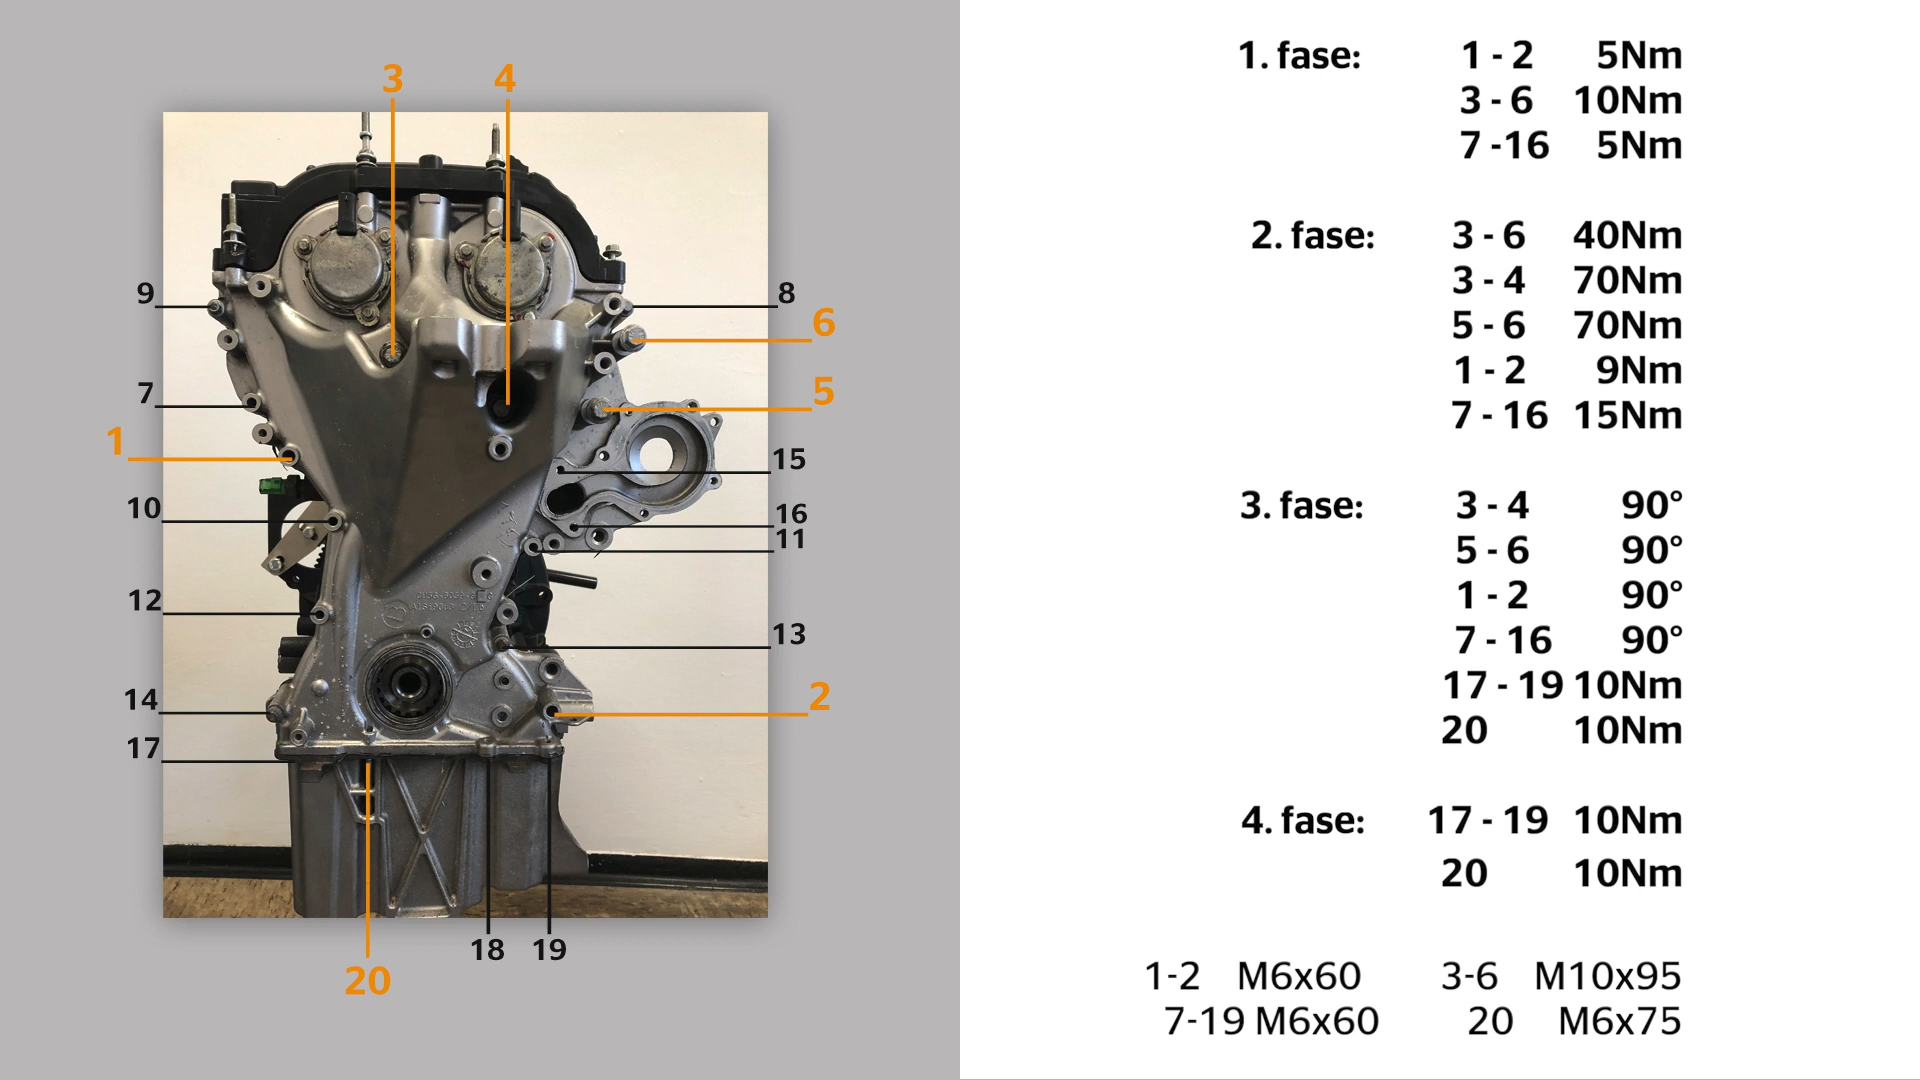 3 4
9 8
6
7 5
1
15
10 16
11
12
13
14 2
17
18 19
20
1. fase: 1 - 2 5Nm
3 - 6 10Nm
7 -16 5Nm
2. fase: 3 - 6 40Nm
3 - 4 70Nm
5 - 6 70Nm
1 - 2 9Nm
7 - 16 15Nm
3. fase: 3 - 4 90°
5 - 6 90°
1 - 2 90°
7 - 16 90°
17 - 19 10Nm
20 10Nm
4. fase: 17 - 19 10Nm
20 10Nm
1-2 M6x60 3-6 M10x95
7-19 M6x60 20 M6x75